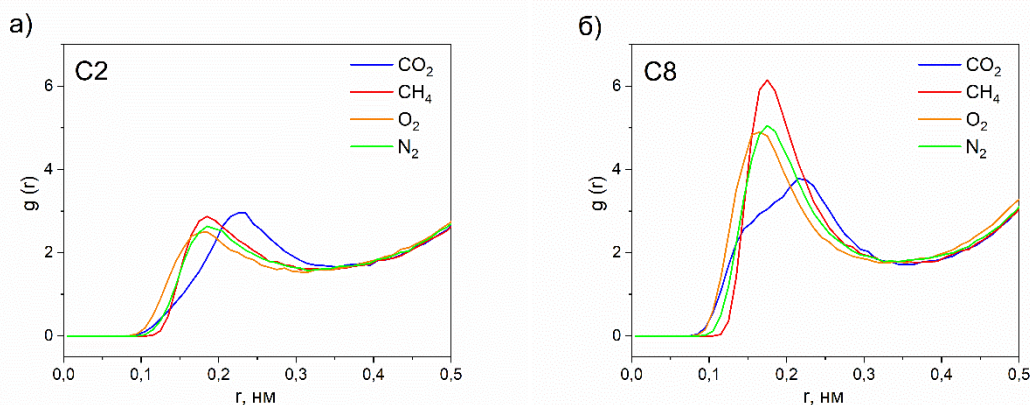 а)
C2
CO₂
CH₄
O₂
N₂
g (r)
6
4
2
0
0,0 0,1 0,2 0,3 0,4 0,5
r, нм
б)
C8
CO₂
CH₄
O₂
N₂
g (r)
6
4
2
0
0,0 0,1 0,2 0,3 0,4 0,5
r, нм